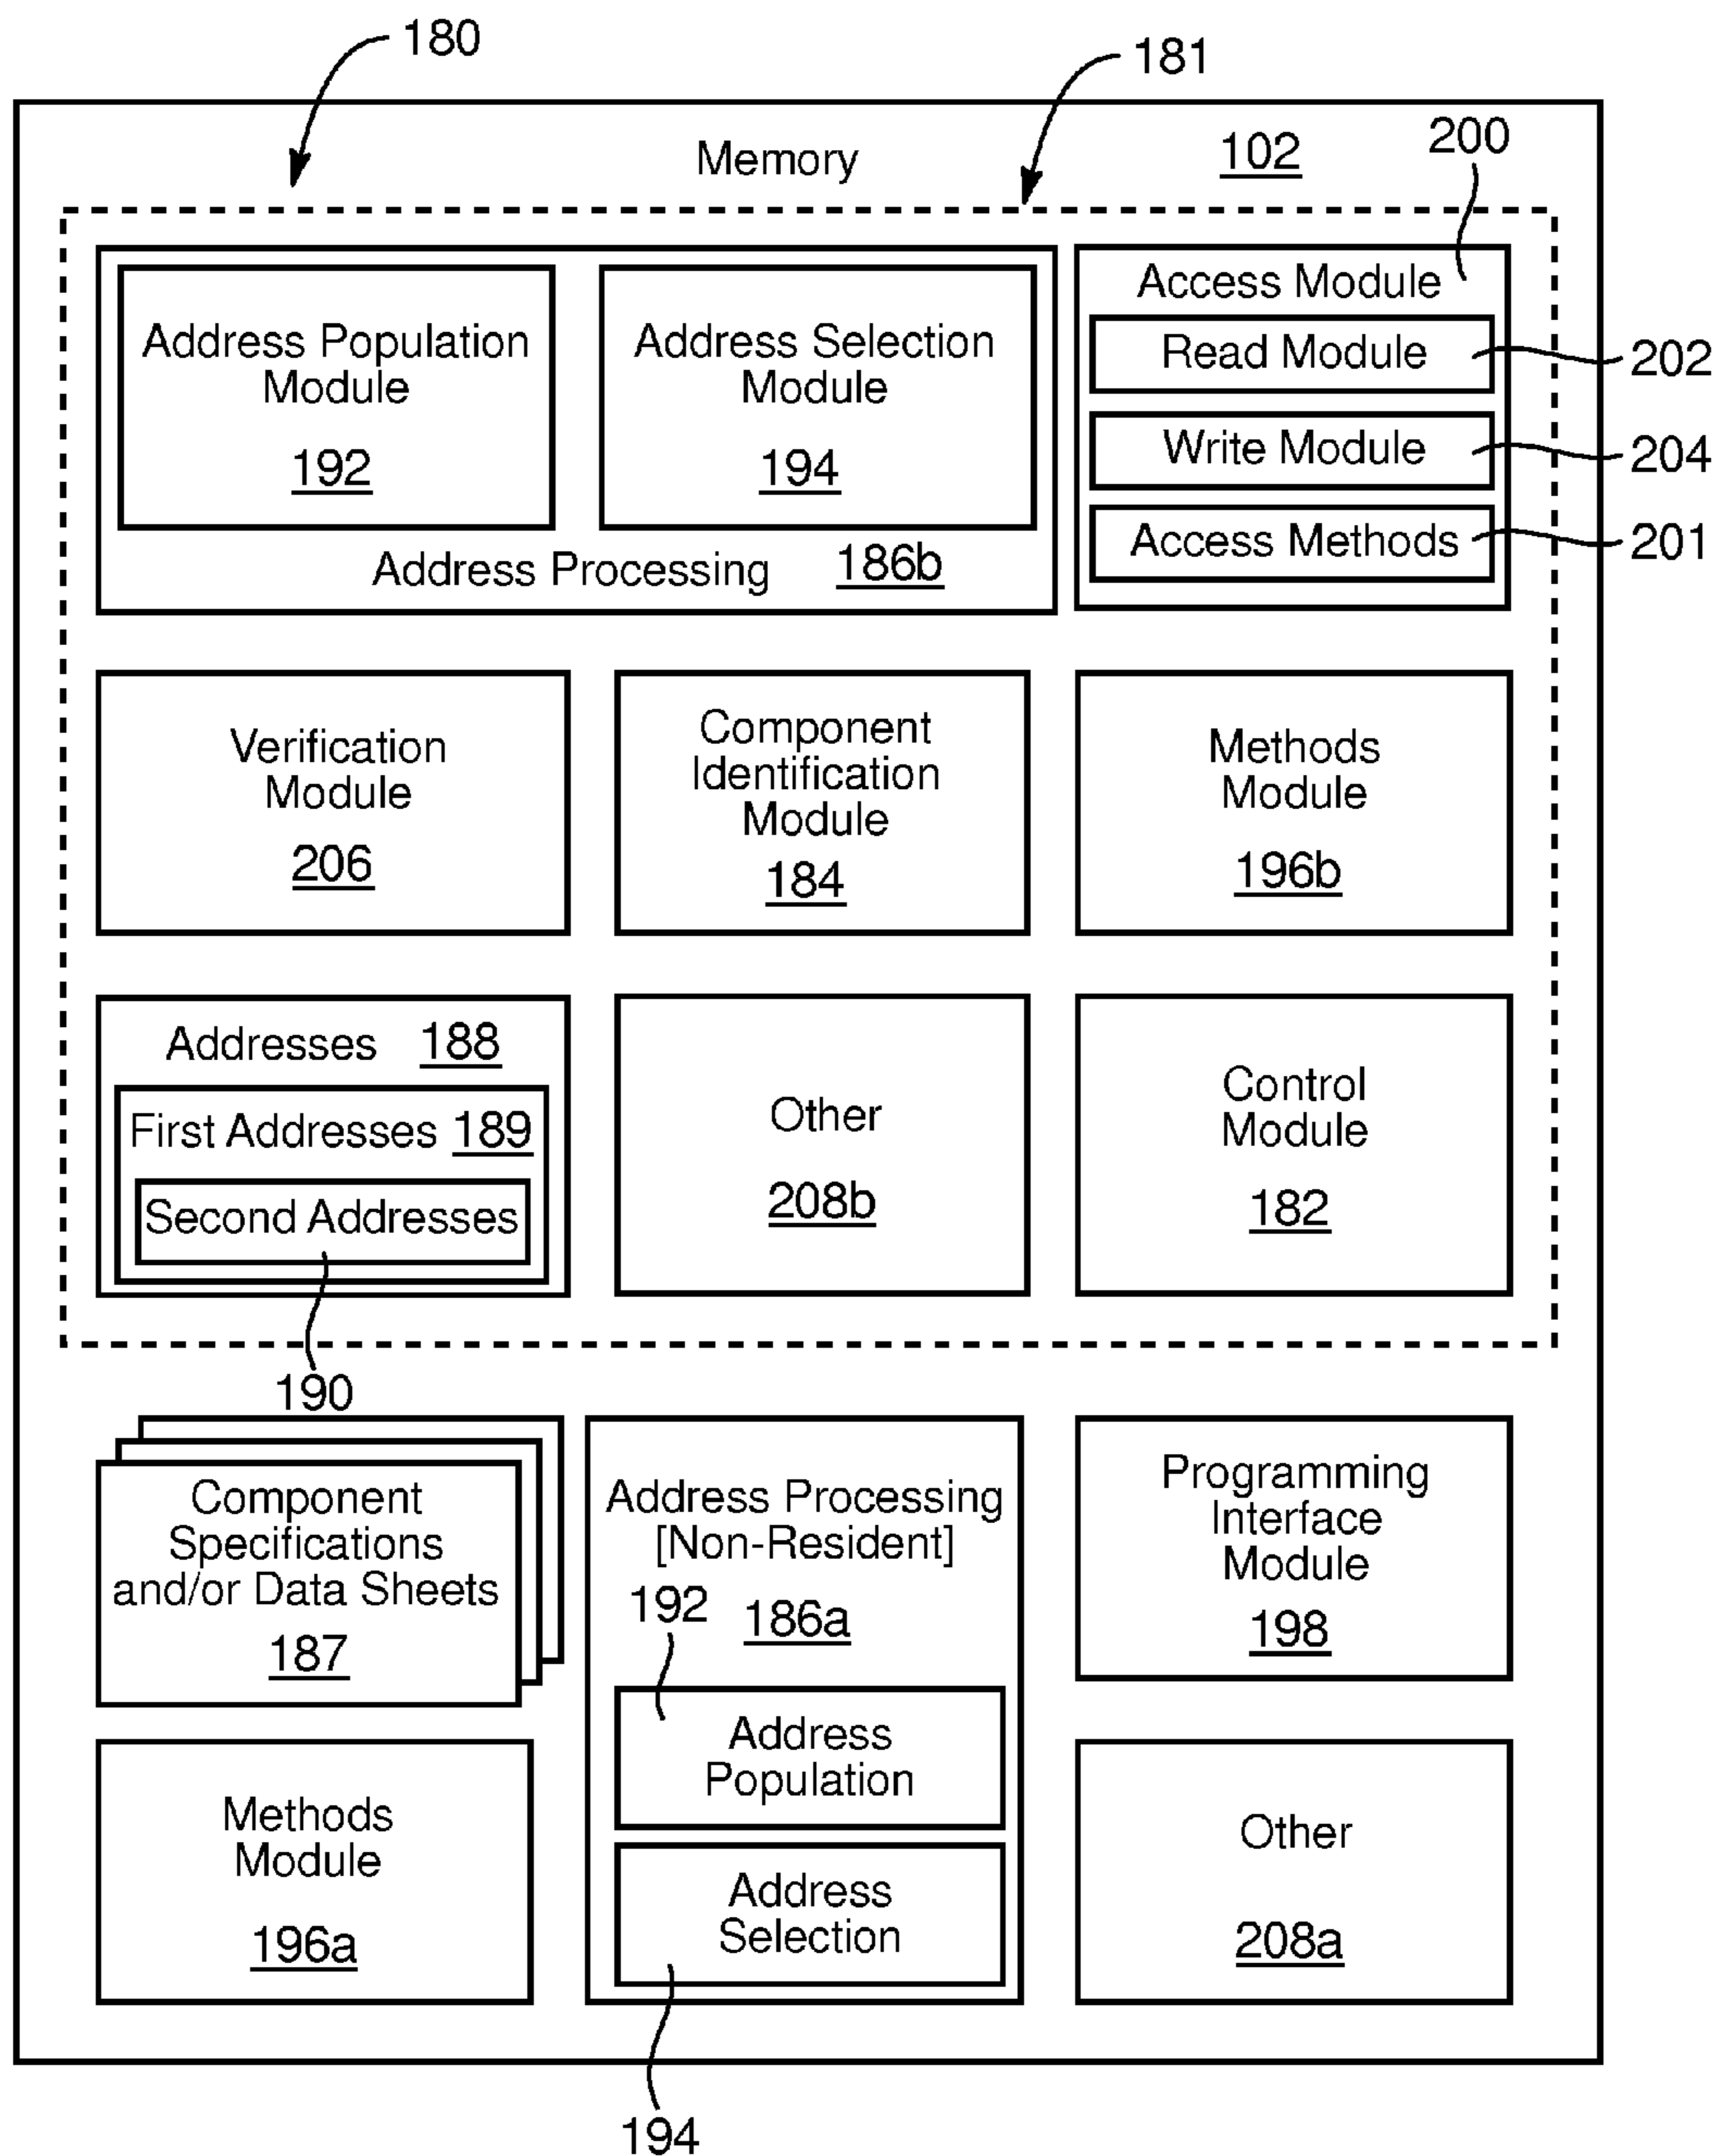 180
181
Memory
102
200
Address Population
Module
192
Address Selection
Module
194
Address Processing
186b
Access Module
Read Module
202
Write Module
204
Access Methods
201
Verification
Module
206
Component
Identification
Module
184
Methods
Module
196b
Addresses 188
First Addresses 189
Second Addresses
190
Other
208b
Control
Module
182
Component
Specifications
and/or Data Sheets
187
Address Processing
[Non-Resident]
192
186a
Address
Population
Address
Selection
194
Programming
Interface
Module
198
Methods
Module
196a
Other
208a